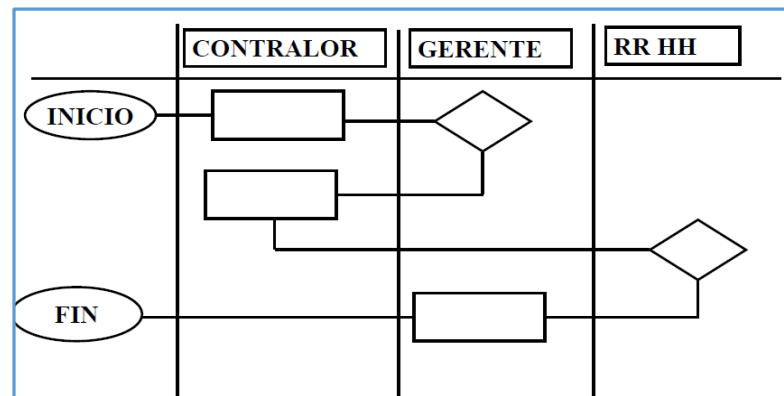 CONTRALOR
GERENTE
RR HH
INICIO
FIN